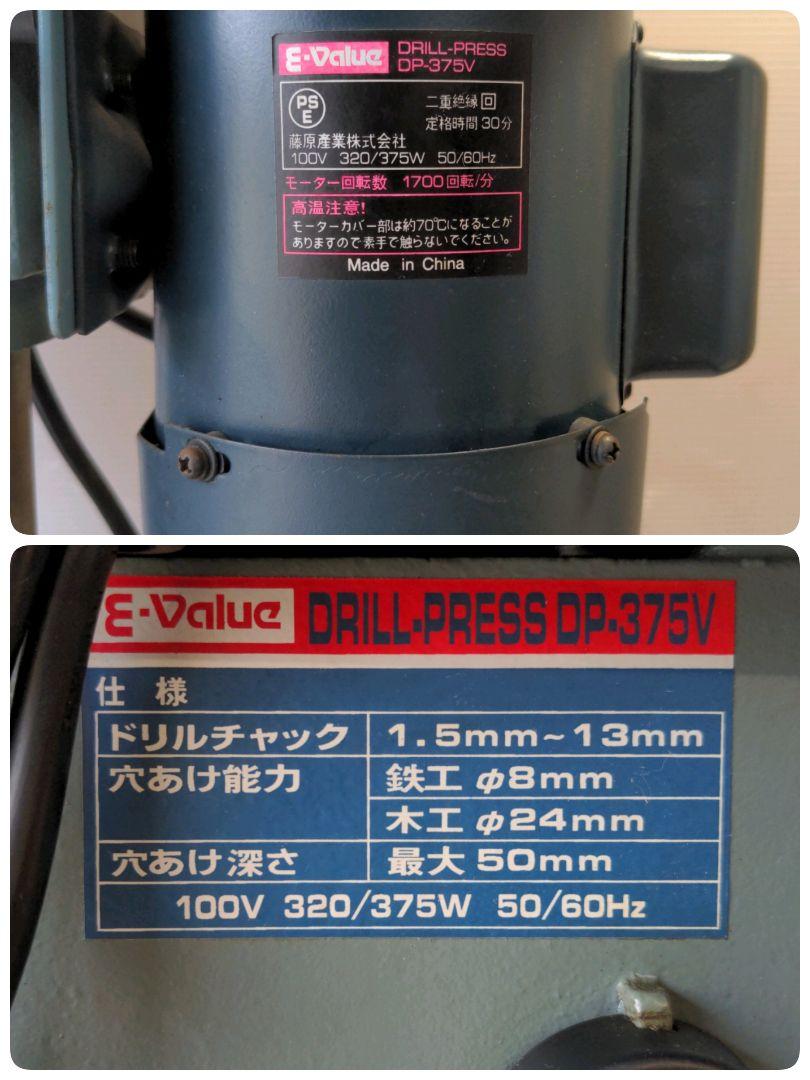 E-Value DRILL-PRESS
DP-375V
PS
E
二重絶縁回
定格時間 30分
藤原産業株式会社
100V 320/375W 50/60Hz
モーター回転数 1700回転/分
高温注意!
モーターカバー部は約70℃になることが
ありますので素手で触らないでください。
Made in China
E-Value DRILL-PRESS DP-375V
仕 様
ドリルチャック 1.5mm~13mm
穴あけ能力 鉄工 φ8mm
木工 φ24mm
穴あけ深さ 最大 50mm
100V 320/375W 50/60Hz